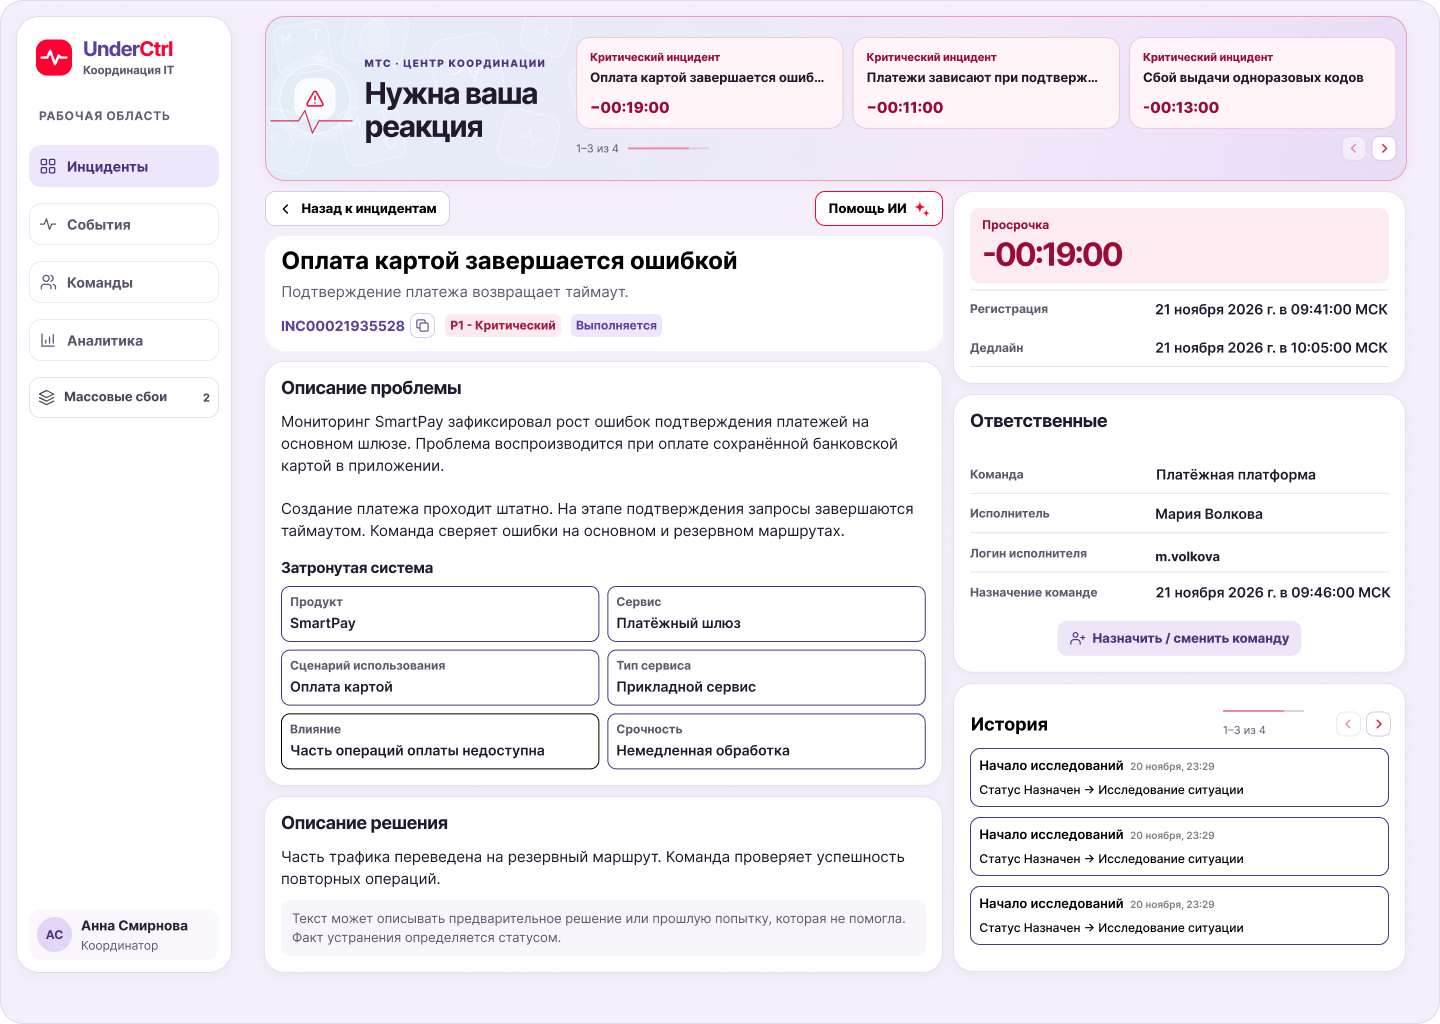 UnderCtrl
Координация IT
РАБОЧАЯ ОБЛАСТЬ
Инциденты
События
Команды
Аналитика
Массовые сбои 2
АС
Анна Смирнова
Координатор
МТС · ЦЕНТР КООРДИНАЦИИ
Нужна ваша
реакция
Критический инцидент
Оплата картой завершается ошиб...
−00:19:00
Критический инцидент
Платежи зависают при подтверж...
−00:11:00
Критический инцидент
Сбой выдачи одноразовых кодов
-00:13:00
1–3 из 4
Назад к инцидентам
Помощь ИИ
Оплата картой завершается ошибкой
Подтверждение платежа возвращает таймаут.
INC00021935528 P1 - Критический Выполняется
Описание проблемы
Мониторинг SmartPay зафиксировал рост ошибок подтверждения платежей на
основном шлюзе. Проблема воспроизводится при оплате сохранённой банковской
картой в приложении.
Создание платежа проходит штатно. На этапе подтверждения запросы завершаются
таймаутом. Команда сверяет ошибки на основном и резервном маршрутах.
Затронутая система
Продукт
SmartPay
Сервис
Платёжный шлюз
Сценарий использования
Оплата картой
Тип сервиса
Прикладной сервис
Влияние
Часть операций оплаты недоступна
Срочность
Немедленная обработка
Описание решения
Часть трафика переведена на резервный маршрут. Команда проверяет успешность
повторных операций.
Текст может описывать предварительное решение или прошлую попытку, которая не помогла.
Факт устранения определяется статусом.
Просрочка
-00:19:00
Регистрация 21 ноября 2026 г. в 09:41:00 МСК
Дедлайн 21 ноября 2026 г. в 10:05:00 МСК
Ответственные
Команда Платёжная платформа
Исполнитель Мария Волкова
Логин исполнителя m.volkova
Назначение команде 21 ноября 2026 г. в 09:46:00 МСК
Назначить / сменить команду
История
1–3 из 4
Начало исследований 20 ноября, 23:29
Статус Назначен → Исследование ситуации
Начало исследований 20 ноября, 23:29
Статус Назначен → Исследование ситуации
Начало исследований 20 ноября, 23:29
Статус Назначен → Исследование ситуации